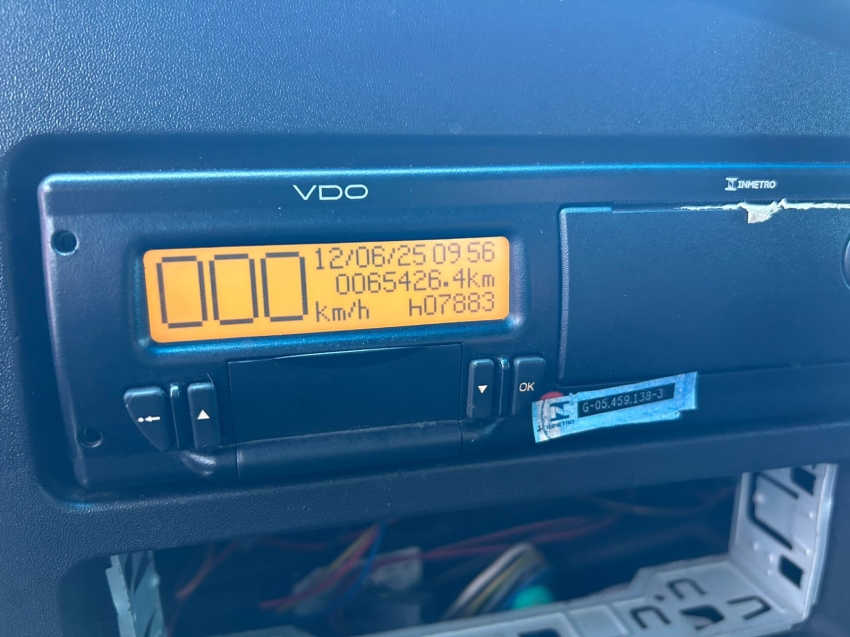 VDO
INMETRO
000
12/06/25 09 56
0065426.4km
km/h h07883
OK
INMETRO
G-05.459.138-3